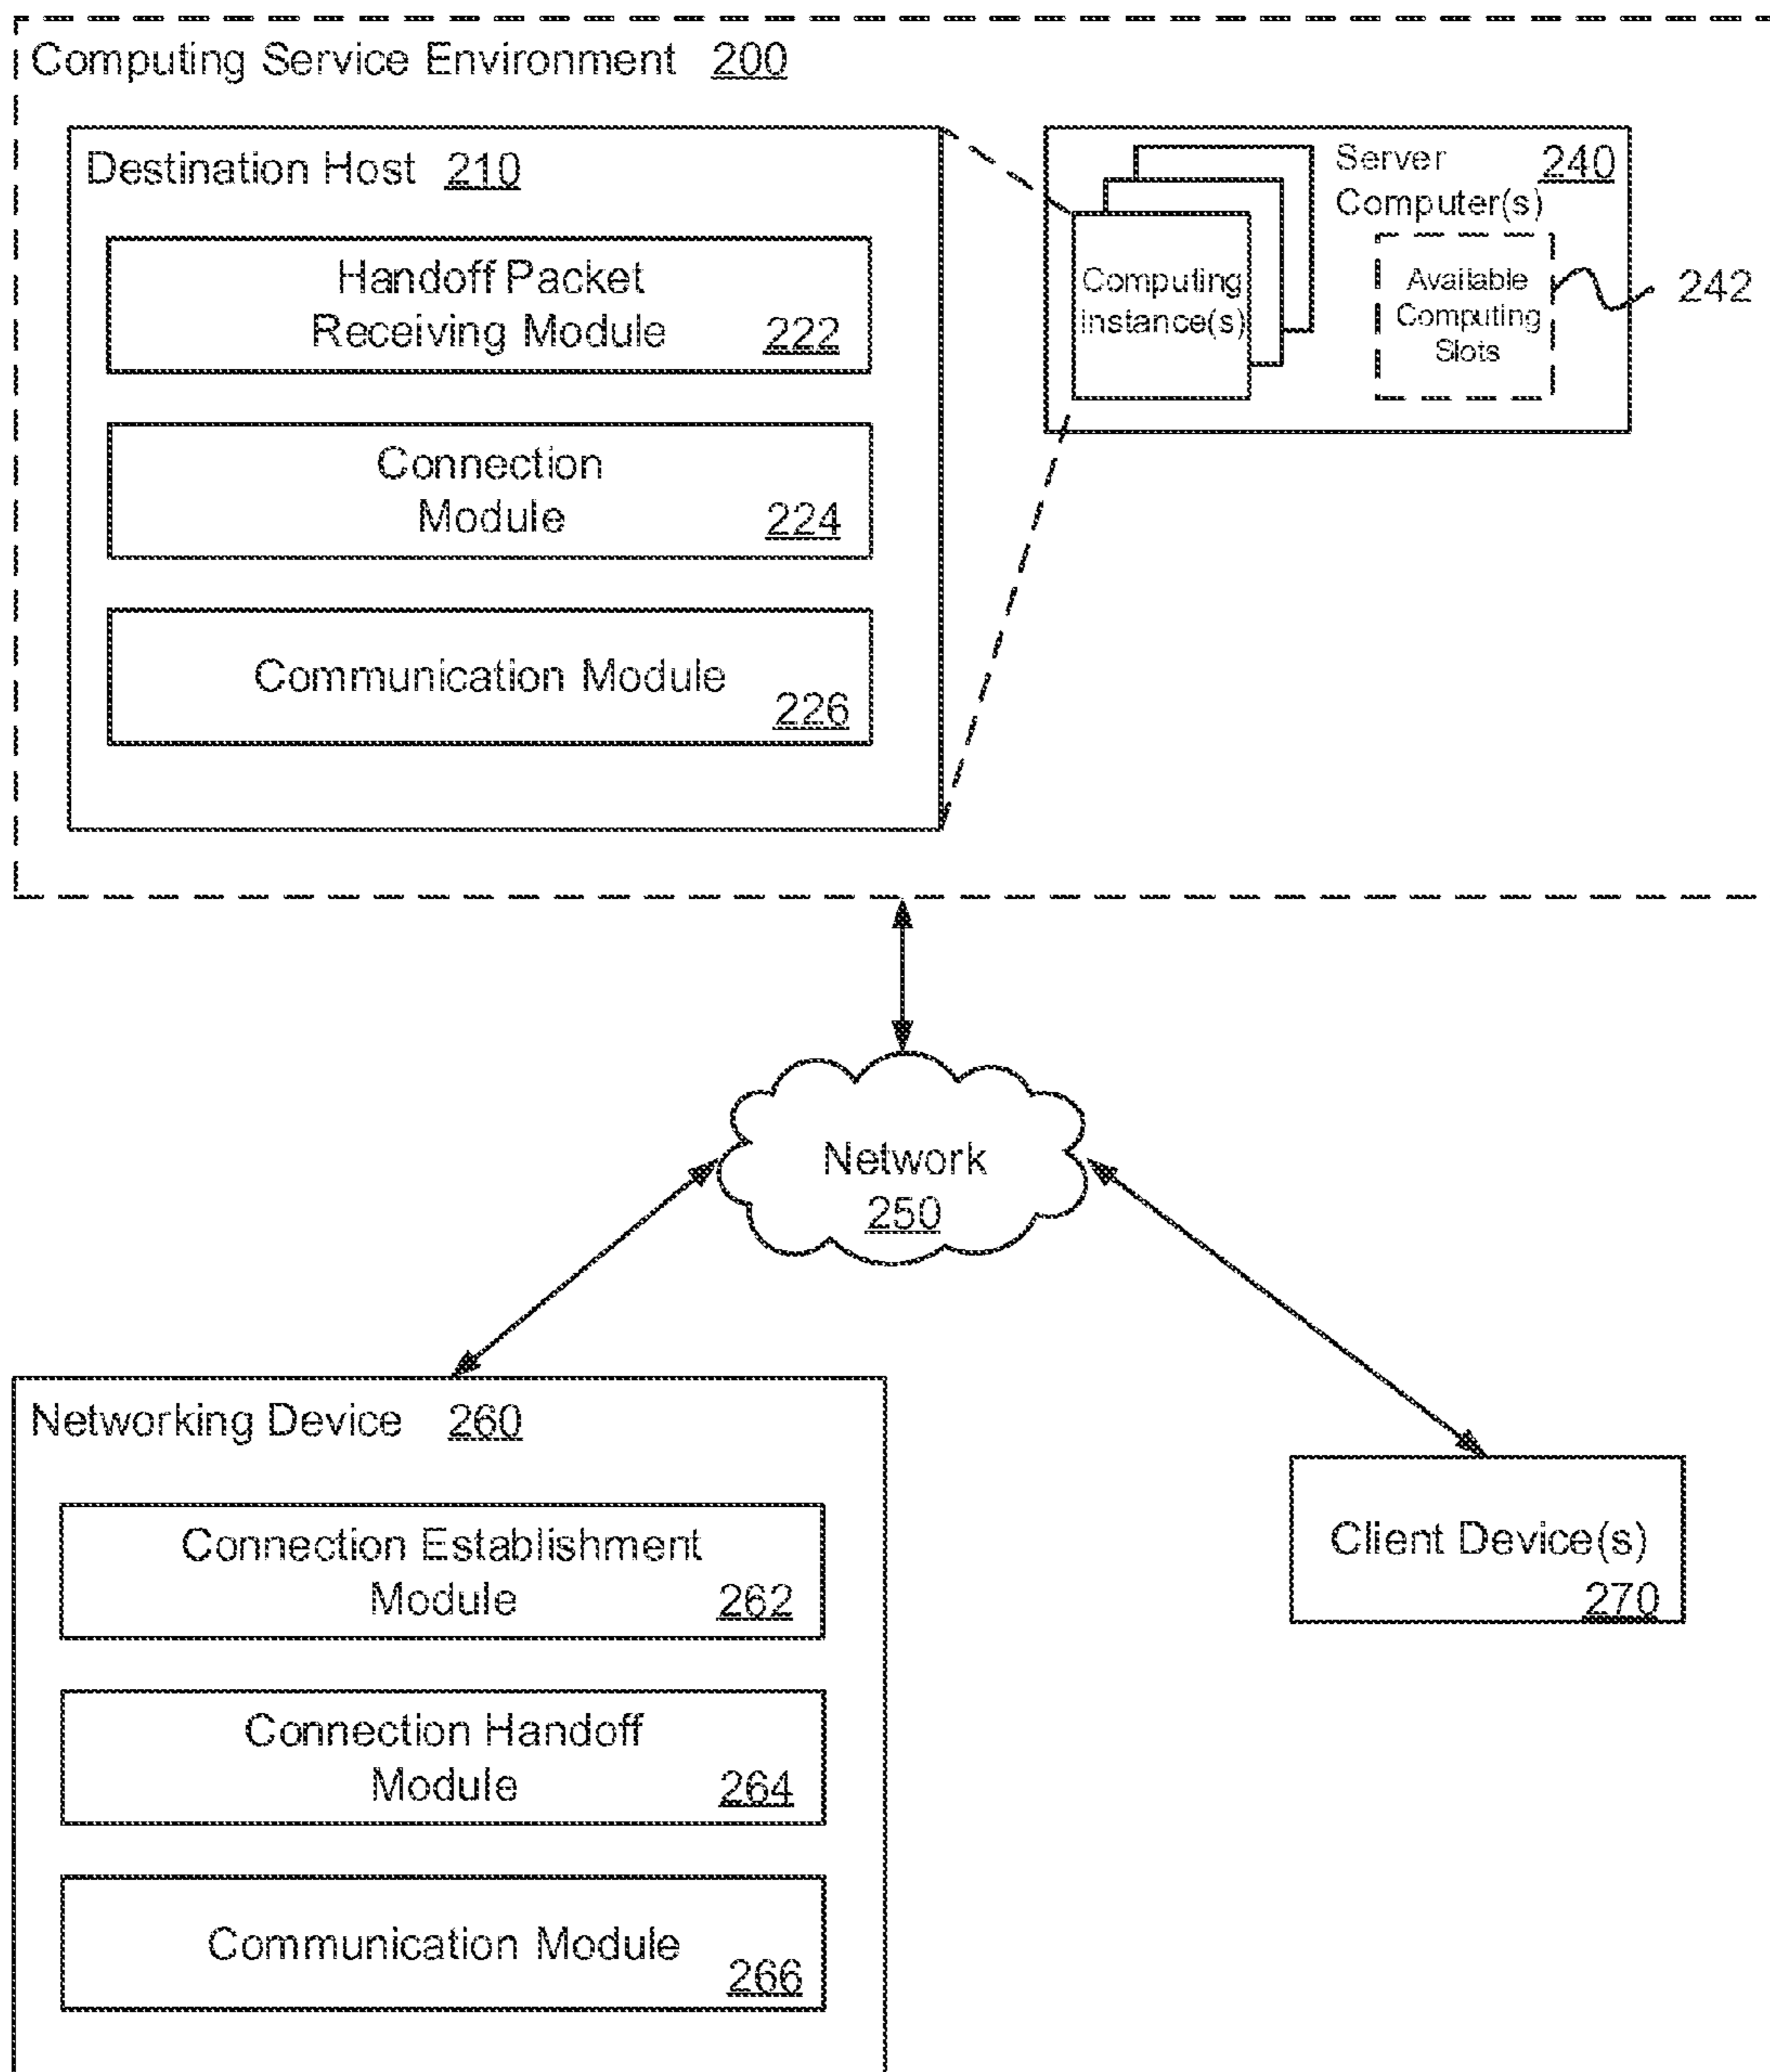 Computing Service Environment 200
Destination Host 210
Handoff Packet
Receiving Module 222
Connection
Module 224
Communication Module
226
Server 240
Computer(s)
Computing
instance(s)
Available
Computing
Slots
242
Network
250
Networking Device 260
Connection Establishment
Module 262
Connection Handoff
Module 264
Communication Module
266
Client Device(s)
270